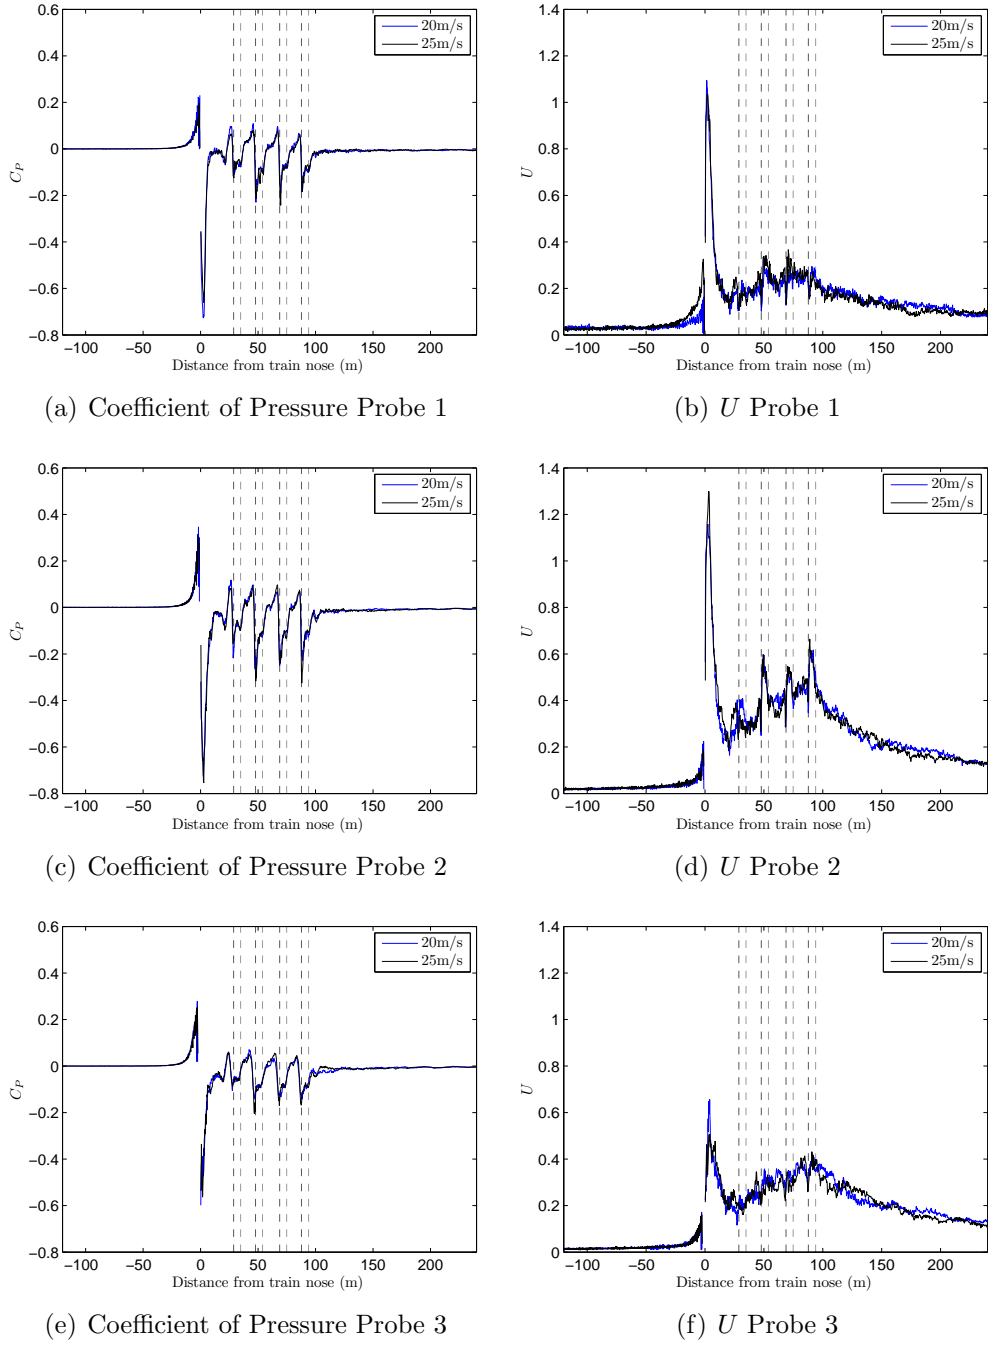 0.6
0.4
0.2
0
−0.2
−0.4
−0.6
−0.8
C_P
20m/s
25m/s
−100 −50 0 50 100 150 200
Distance from train nose (m)
(a) Coefficient of Pressure Probe 1
1.4
1.2
1
0.8
0.6
0.4
0.2
0
U
20m/s
25m/s
−100 −50 0 50 100 150 200
Distance from train nose (m)
(b) U Probe 1
0.6
0.4
0.2
0
−0.2
−0.4
−0.6
−0.8
C_P
20m/s
25m/s
−100 −50 0 50 100 150 200
Distance from train nose (m)
(c) Coefficient of Pressure Probe 2
1.4
1.2
1
0.8
0.6
0.4
0.2
0
U
20m/s
25m/s
−100 −50 0 50 100 150 200
Distance from train nose (m)
(d) U Probe 2
0.6
0.4
0.2
0
−0.2
−0.4
−0.6
−0.8
C_P
20m/s
25m/s
−100 −50 0 50 100 150 200
Distance from train nose (m)
(e) Coefficient of Pressure Probe 3
1.4
1.2
1
0.8
0.6
0.4
0.2
0
U
20m/s
25m/s
−100 −50 0 50 100 150 200
Distance from train nose (m)
(f) U Probe 3